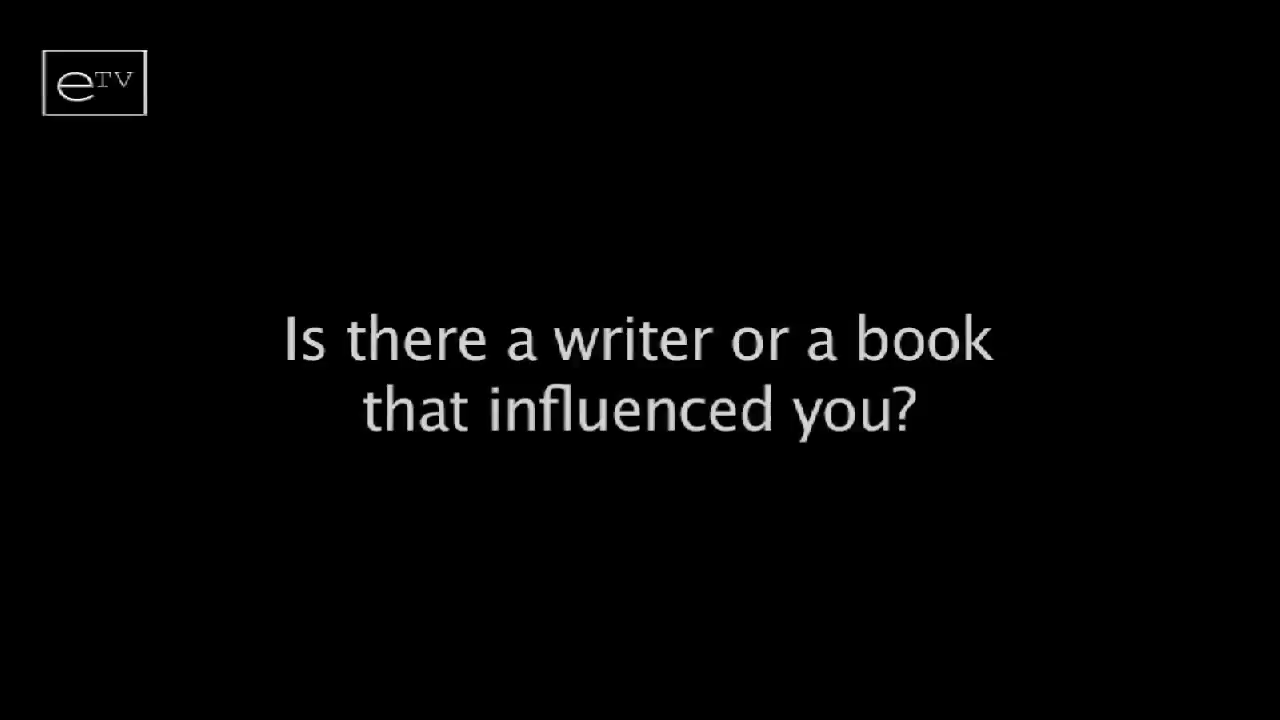 eTV
Is there a writer or a book
that influenced you?